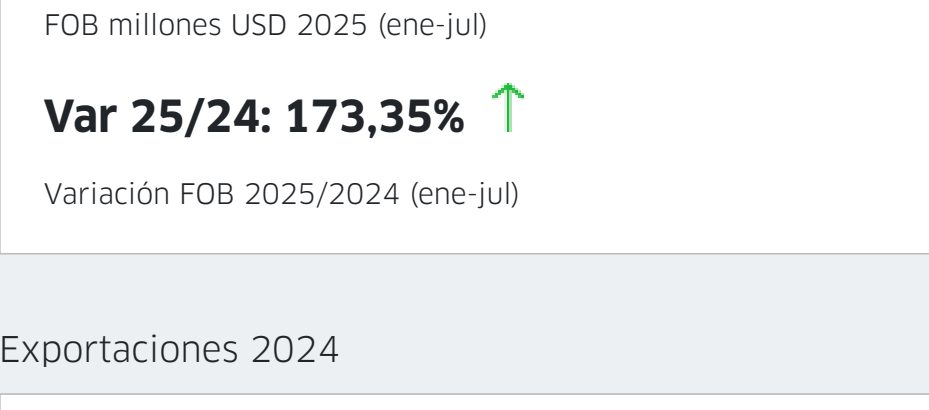 FOB millones USD 2025 (ene-jul)
Var 25/24: 173,35%
Variación FOB 2025/2024 (ene-jul)
Exportaciones 2024